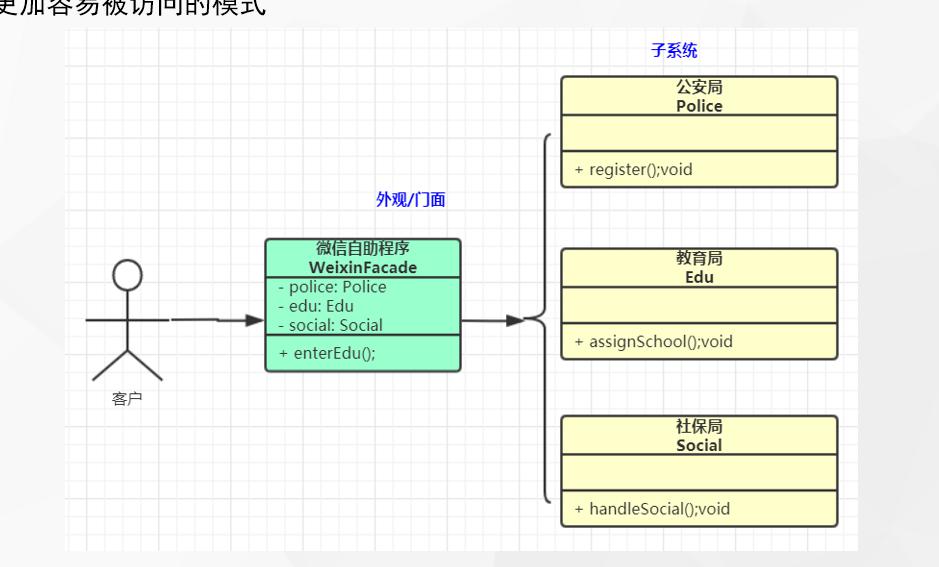 更加容易被访问的模式
子系统
公安局
Police
+ register();void
外观/门面
微信自助程序
WeixinFacade
- police: Police
- edu: Edu
- social: Social
+ enterEdu();
教育局
Edu
+ assignSchool();void
客户
社保局
Social
+ handleSocial();void